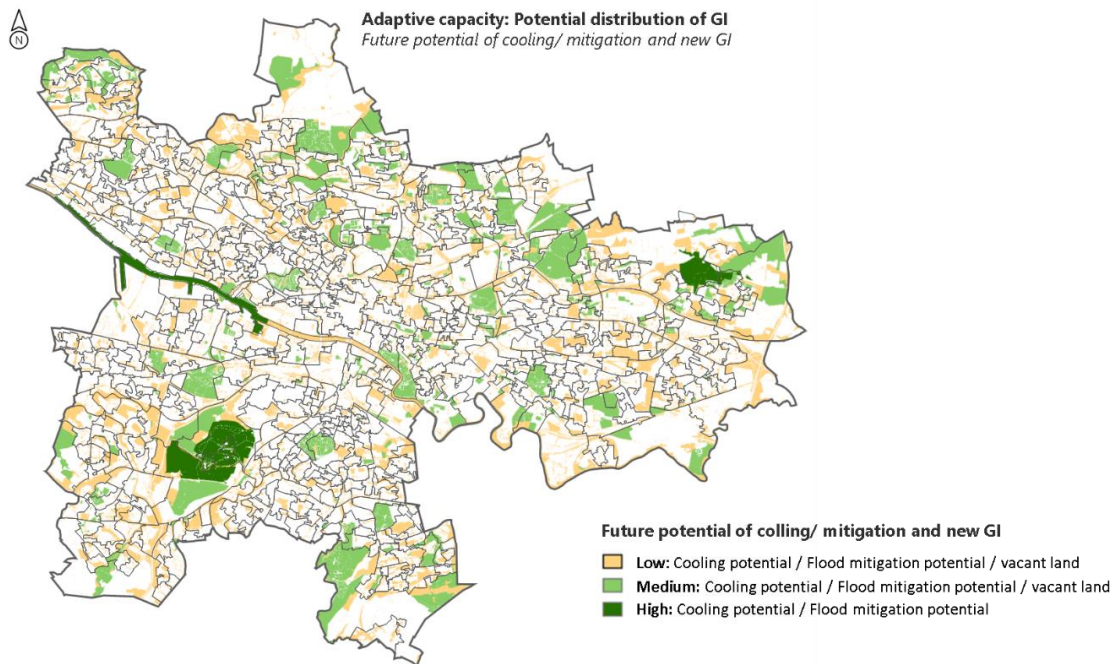 N
Adaptive capacity: Potential distribution of GI
Future potential of cooling/ mitigation and new GI
Future potential of colling/ mitigation and new GI
Low: Cooling potential / Flood mitigation potential / vacant land
Medium: Cooling potential / Flood mitigation potential / vacant land
High: Cooling potential / Flood mitigation potential